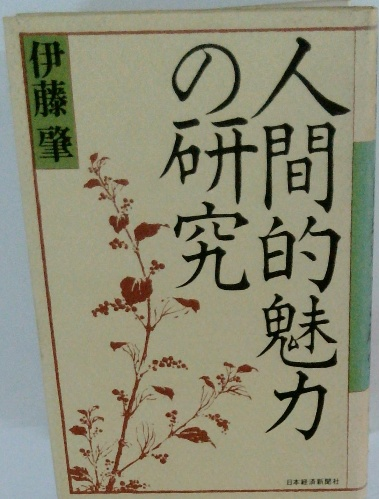 人間的魅力
の研究
伊藤肇
日本経済新聞社